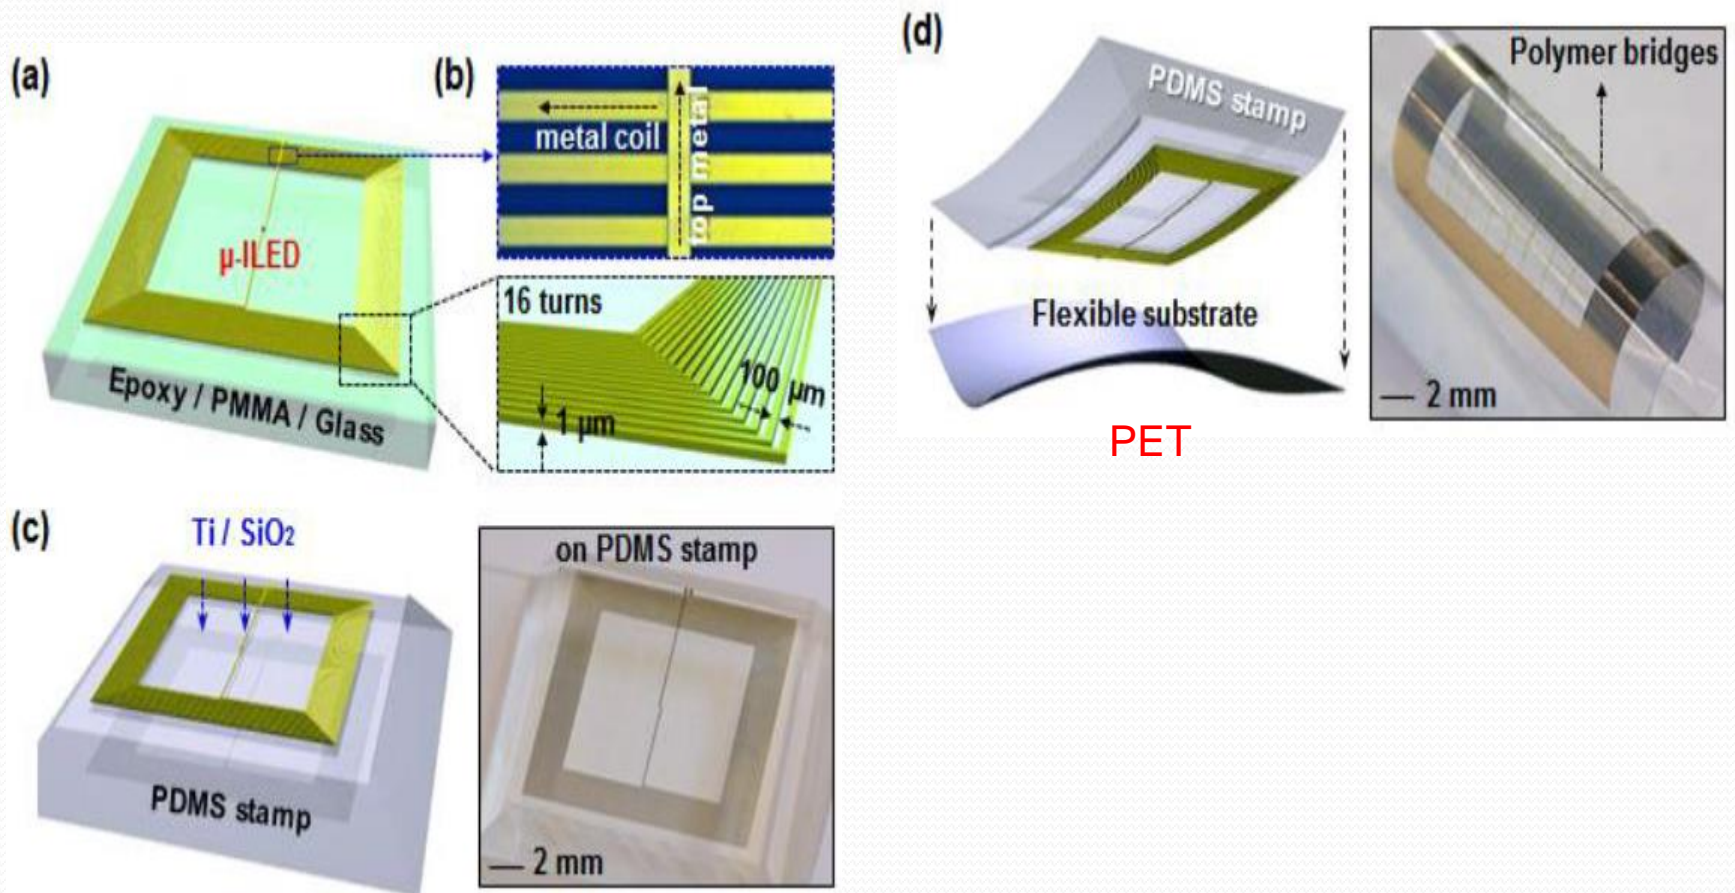 (a)
μ-ILED
Epoxy / PMMA / Glass
(b)
metal coil
top metal
16 turns
100 μm
1 μm
(c)
Ti / SiO₂
PDMS stamp
on PDMS stamp
2 mm
(d)
PDMS stamp
Flexible substrate
PET
Polymer bridges
2 mm